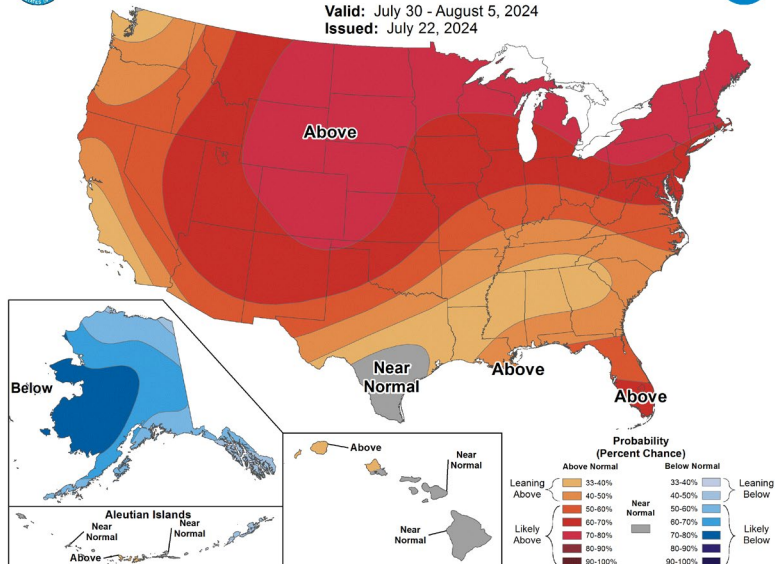 Valid: July 30 - August 5, 2024
Issued: July 22, 2024
Above
Below
Near
Normal
Above
Above
Above
Near
Normal
Near
Normal
Aleutian Islands
Near
Normal
Near
Normal
Above
Probability
(Percent Chance)
Above Normal
Below Normal
Leaning
Above
33-40%
40-50%
Likely
Above
50-60%
60-70%
70-80%
80-90%
90-100%
Near
Normal
33-40%
40-50%
Leaning
Below
50-60%
60-70%
70-80%
80-90%
90-100%
Likely
Below